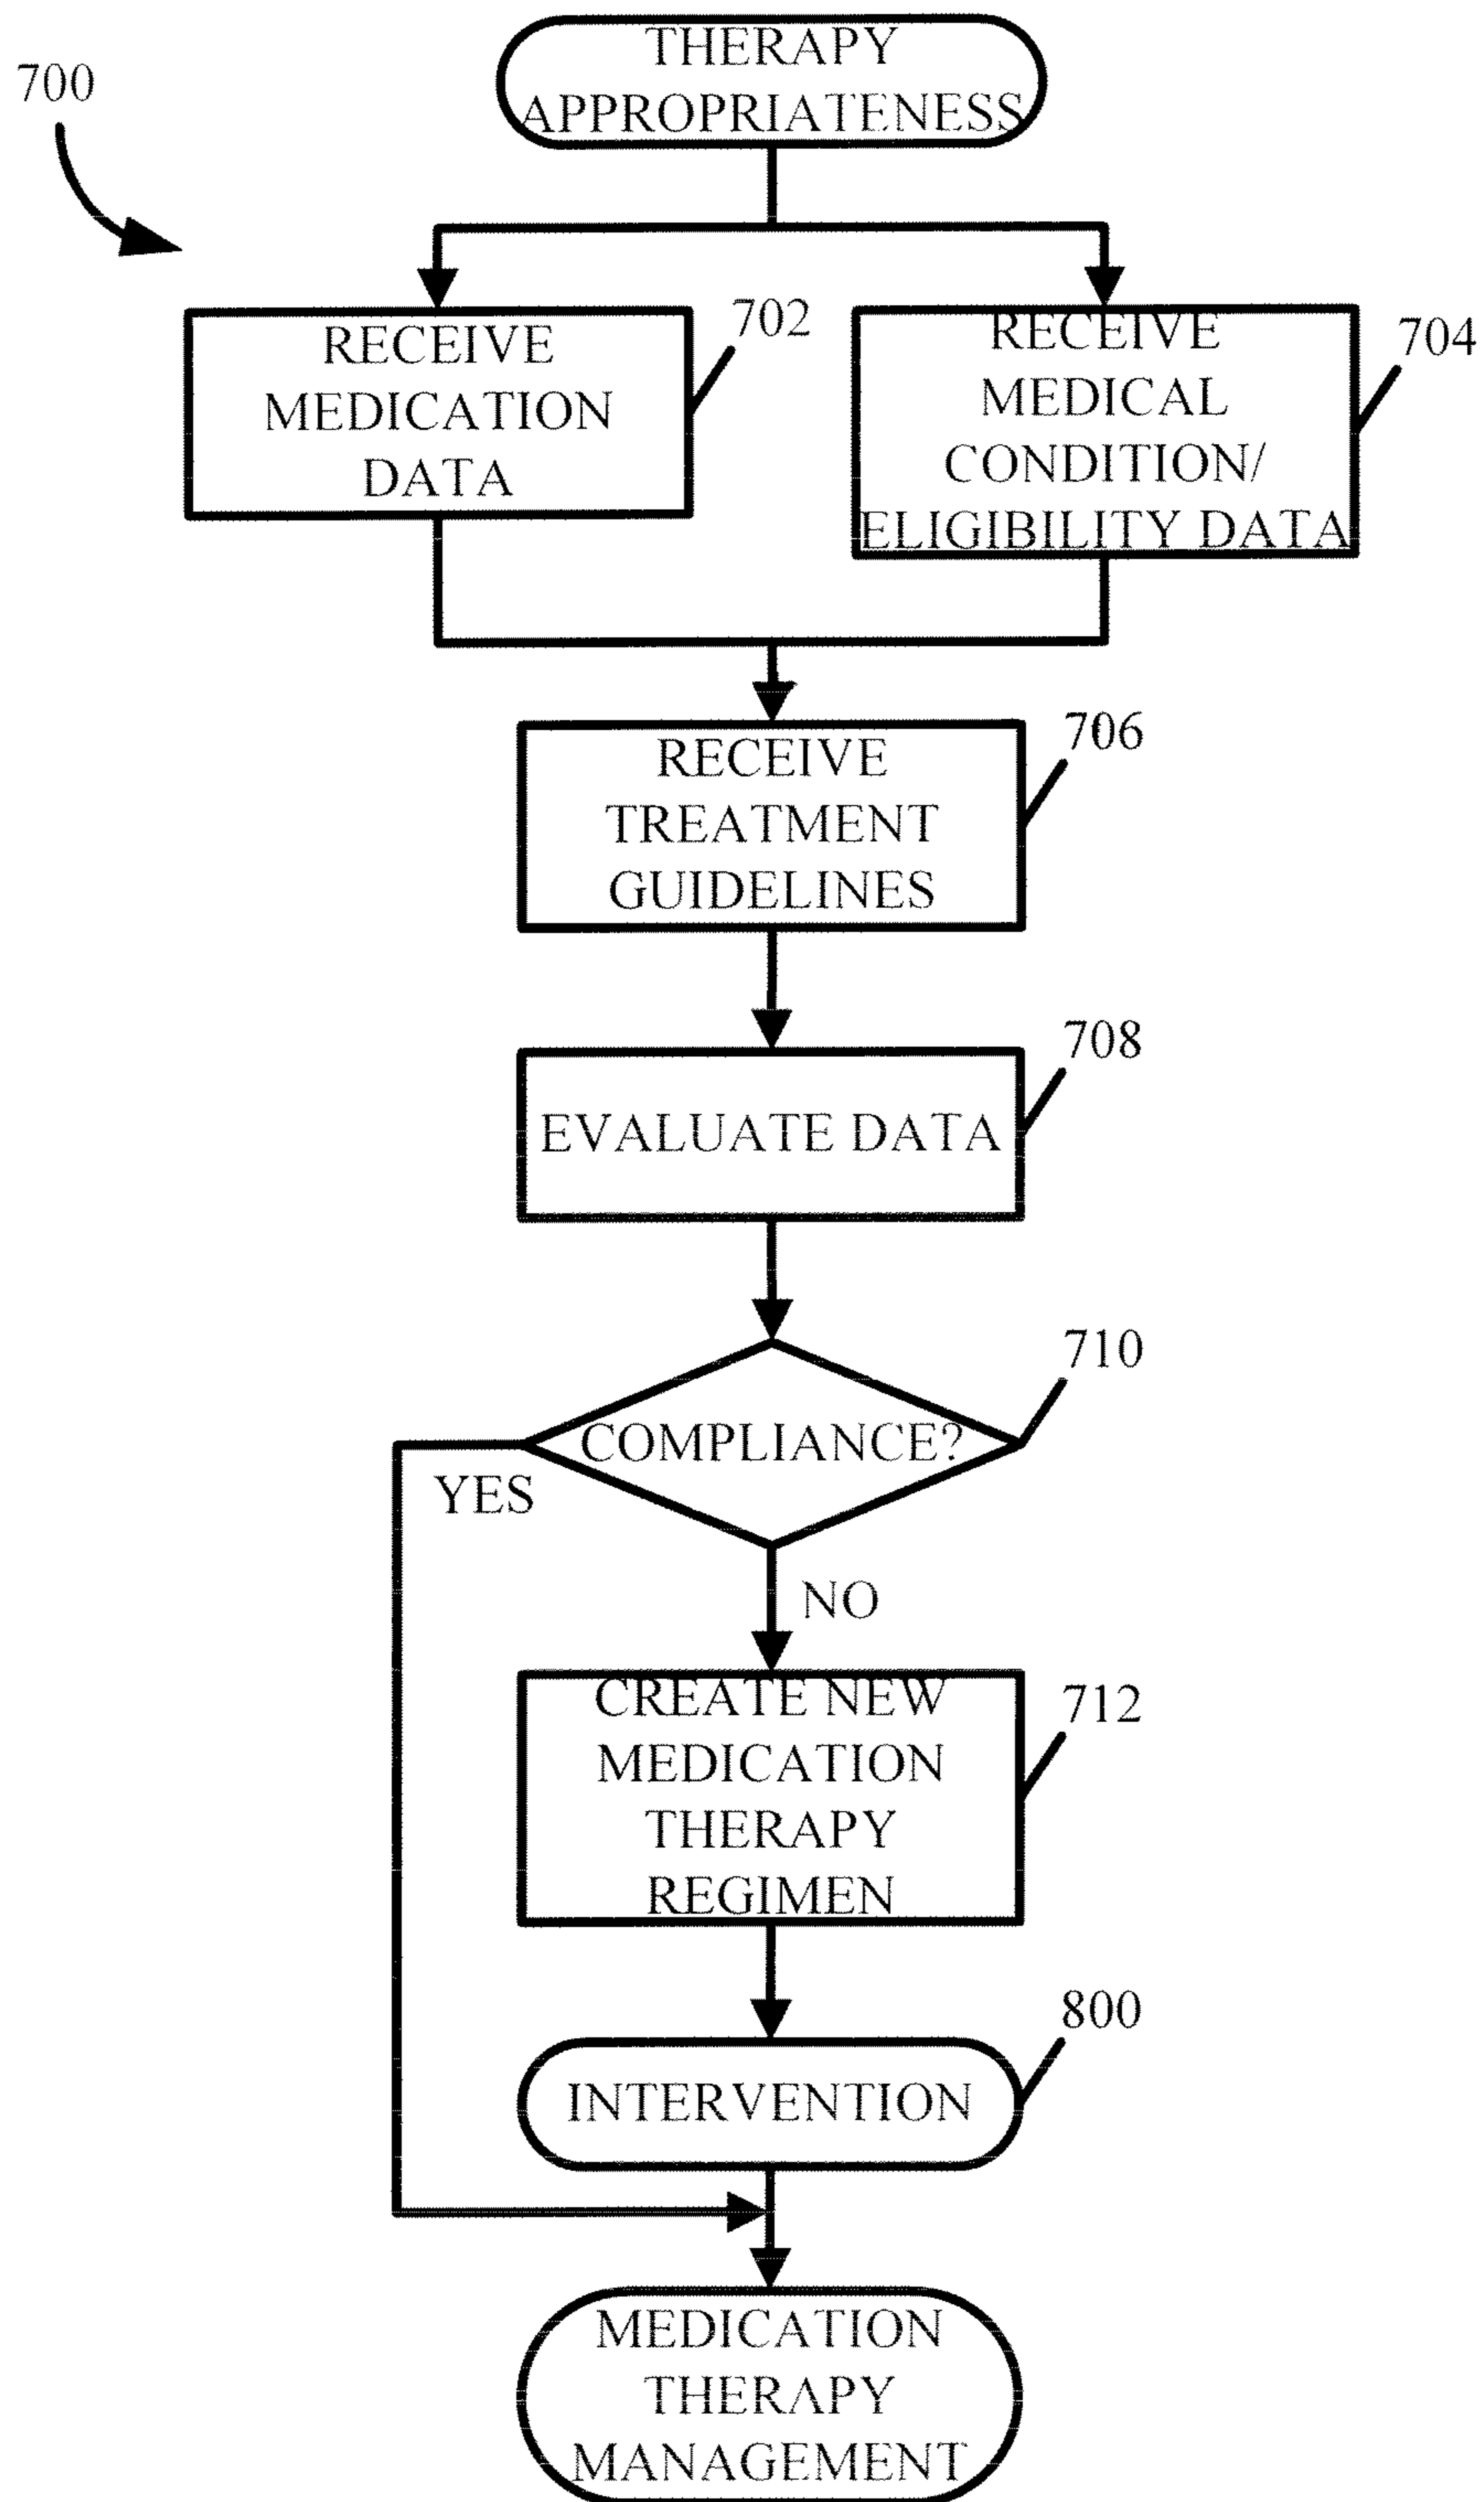 THERAPY
APPROPRIATENESS
700
RECEIVE
MEDICATION
DATA
702
RECEIVE
MEDICAL
CONDITION/
ELIGIBILITY DATA
704
RECEIVE
TREATMENT
GUIDELINES
706
EVALUATE DATA
708
COMPLIANCE?
710
YES
NO
CREATE NEW
MEDICATION
THERAPY
REGIMEN
712
INTERVENTION
800
MEDICATION
THERAPY
MANAGEMENT